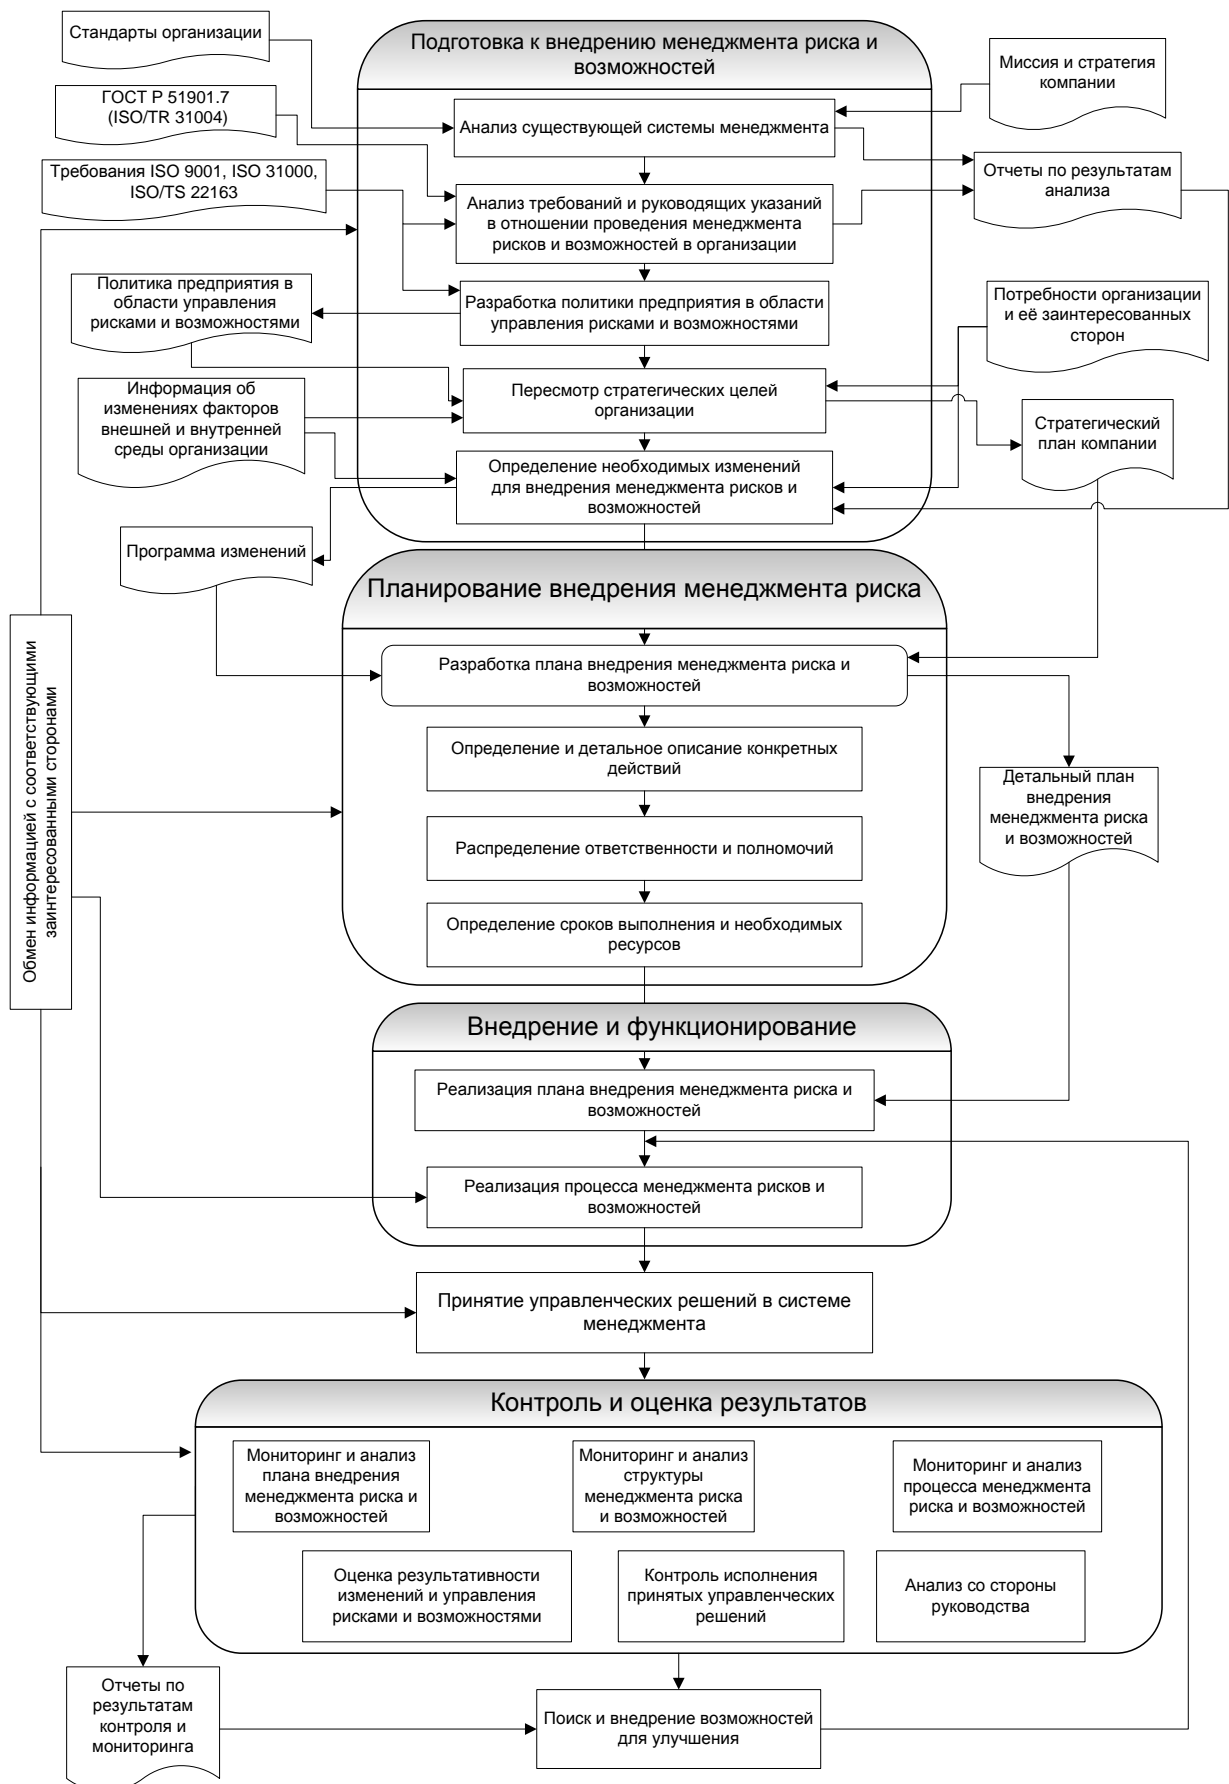 Стандарты организации
Подготовка к внедрению менеджмента риска и
возможностей
Миссия и стратегия
компании
ГОСТ Р 51901.7
(ISO/TR 31004)
Анализ существующей системы менеджмента
Требования ISO 9001, ISO 31000,
ISO/TS 22163
Отчеты по результатам
анализа
Анализ требований и руководящих указаний
в отношении проведения менеджмента
рисков и возможностей в организации
Политика предприятия в
области управления
рисками и возможностями
Разработка политики предприятия в области
управления рисками и возможностями
Потребности организации
и её заинтересованных
сторон
Информация об
изменениях факторов
внешней и внутренней
среды организации
Пересмотр стратегических целей
организации
Стратегический
план компании
Определение необходимых изменений
для внедрения менеджмента рисков и
возможностей
Программа изменений
Планирование внедрения менеджмента риска
Обмен информацией с соответствующими
заинтересованными сторонами
Разработка плана внедрения менеджмента риска и
возможностей
Определение и детальное описание конкретных
действий
Детальный план
внедрения
менеджмента риска
и возможностей
Распределение ответственности и полномочий
Определение сроков выполнения и необходимых
ресурсов
Внедрение и функционирование
Реализация плана внедрения менеджмента риска и
возможностей
Реализация процесса менеджмента рисков и
возможностей
Принятие управленческих решений в системе
менеджмента
Контроль и оценка результатов
Мониторинг и анализ
плана внедрения
менеджмента риска и
возможностей
Мониторинг и анализ
структуры
менеджмента риска
и возможностей
Мониторинг и анализ
процесса менеджмента
риска и возможностей
Оценка результативности
изменений и управления
рисками и возможностями
Контроль исполнения
принятых управленческих
решений
Анализ со стороны
руководства
Отчеты по
результатам
контроля и
мониторинга
Поиск и внедрение возможностей
для улучшения